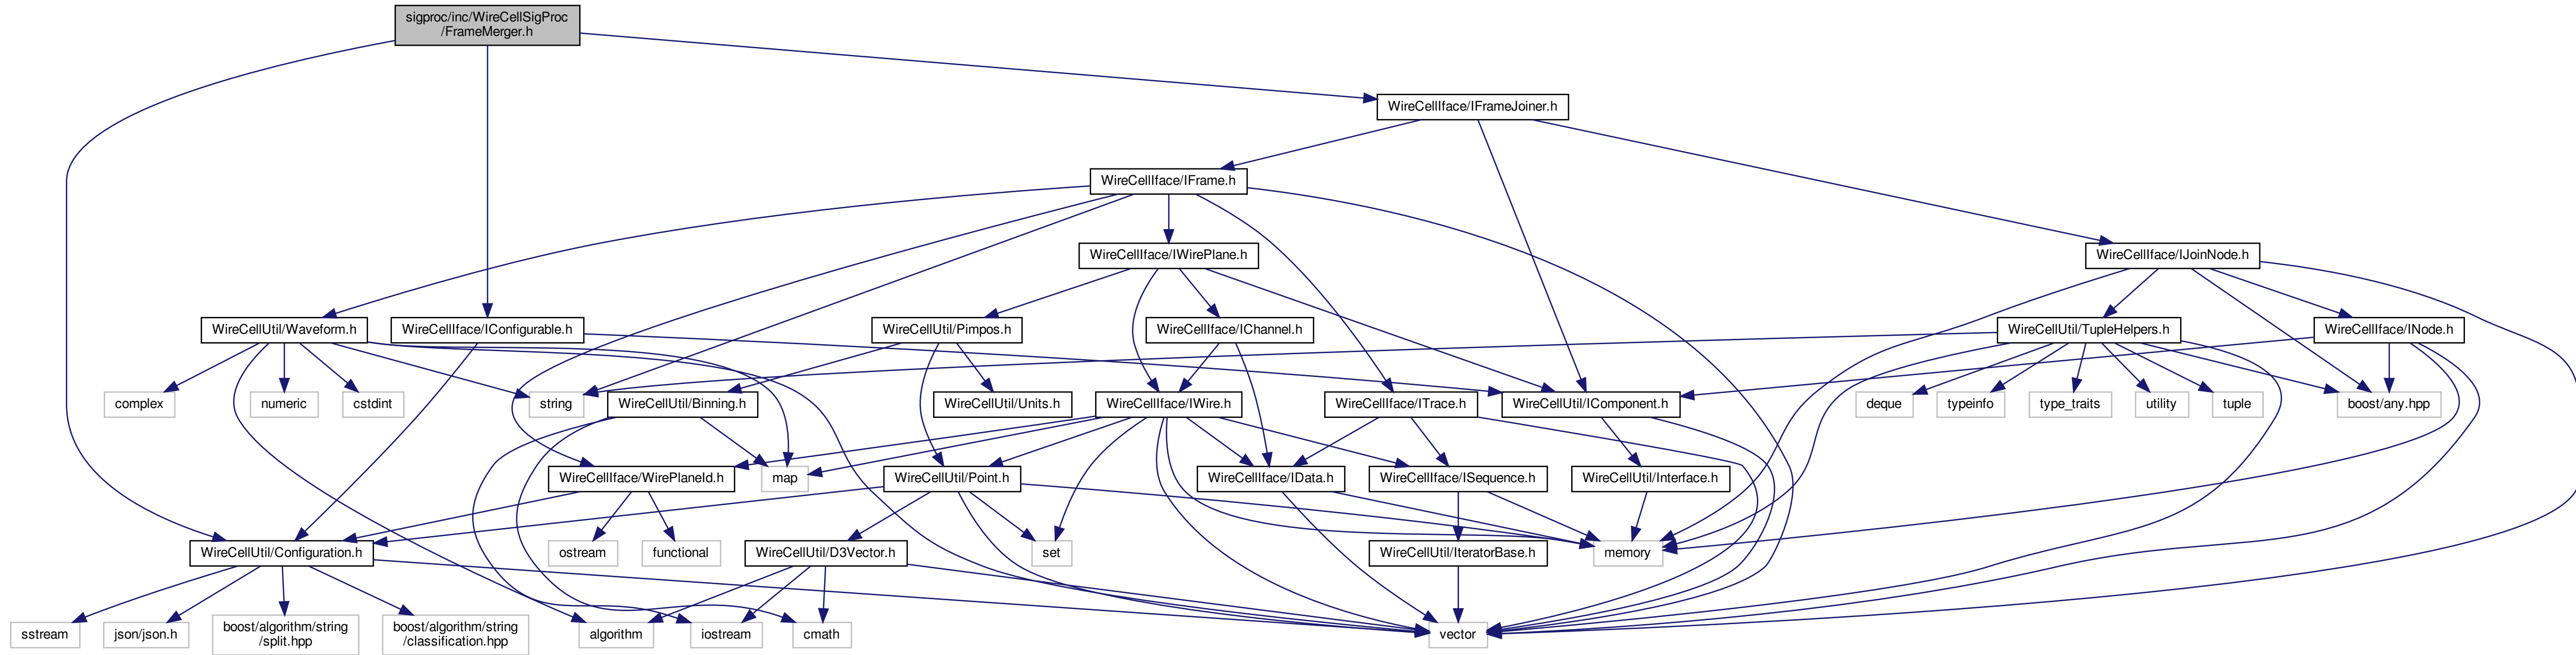 sigproc/inc/WireCellSigProc
/FrameMerger.h
WireCellIface/IFrameJoiner.h
WireCellIface/IFrame.h
WireCellIface/IWirePlane.h
WireCellIface/IJoinNode.h
WireCellUtil/Waveform.h
WireCellIface/IConfigurable.h
WireCellUtil/Pimpos.h
WireCellIface/IChannel.h
WireCellUtil/TupleHelpers.h
WireCellIface/INode.h
complex
numeric
cstdint
string
WireCellUtil/Binning.h
WireCellUtil/Units.h
WireCellIface/IWire.h
WireCellIface/ITrace.h
WireCellUtil/IComponent.h
deque
typeinfo
type_traits
utility
tuple
boost/any.hpp
WireCellIface/WirePlaneId.h
map
WireCellUtil/Point.h
WireCellIface/IData.h
WireCellIface/ISequence.h
WireCellUtil/Interface.h
WireCellUtil/Configuration.h
ostream
functional
WireCellUtil/D3Vector.h
set
WireCellUtil/IteratorBase.h
memory
sstream
json/json.h
boost/algorithm/string
/split.hpp
boost/algorithm/string
/classification.hpp
algorithm
iostream
cmath
vector